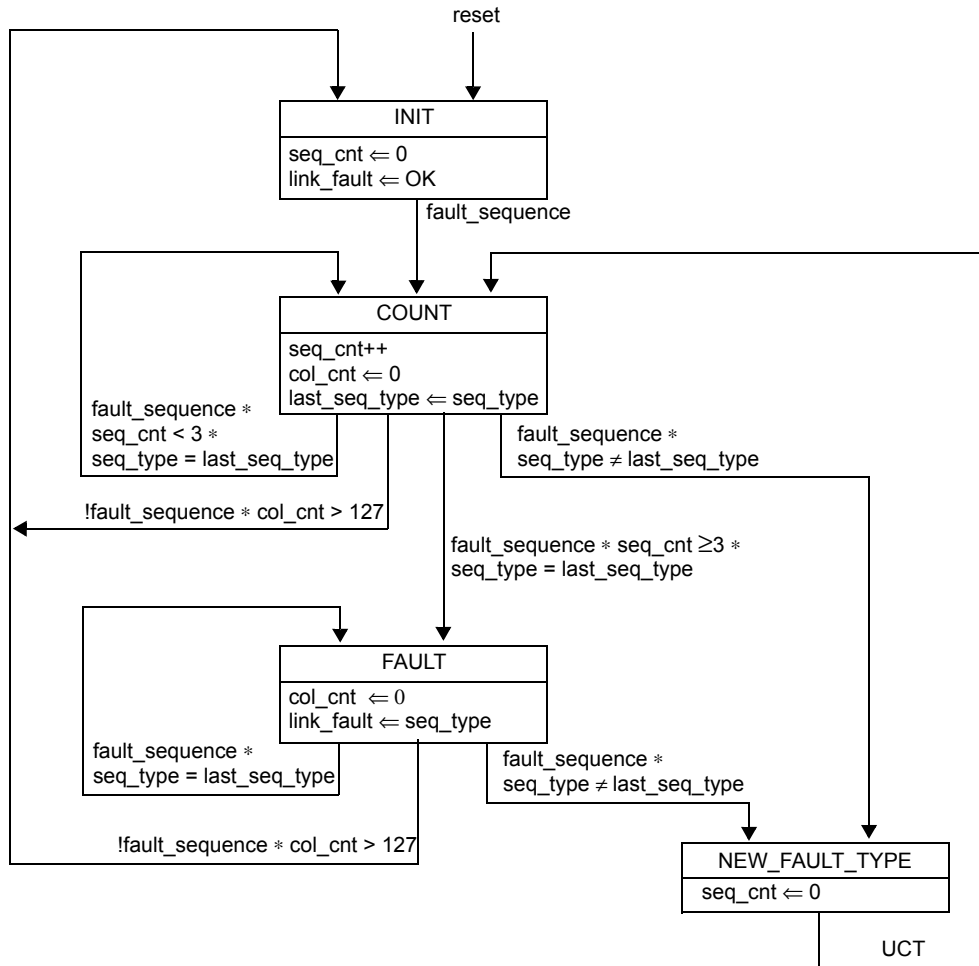 reset
INIT
seq_cnt ⇐ 0
link_fault ⇐ OK
fault_sequence
COUNT
seq_cnt++
col_cnt ⇐ 0
last_seq_type ⇐ seq_type
fault_sequence ∗
seq_cnt < 3 ∗
seq_type = last_seq_type
fault_sequence ∗
seq_type ≠ last_seq_type
!fault_sequence ∗ col_cnt > 127
fault_sequence ∗ seq_cnt ≥3 ∗
seq_type = last_seq_type
FAULT
col_cnt ⇐ 0
link_fault ⇐ seq_type
fault_sequence ∗
seq_type = last_seq_type
fault_sequence ∗
seq_type ≠ last_seq_type
!fault_sequence ∗ col_cnt > 127
NEW_FAULT_TYPE
seq_cnt ⇐ 0
UCT